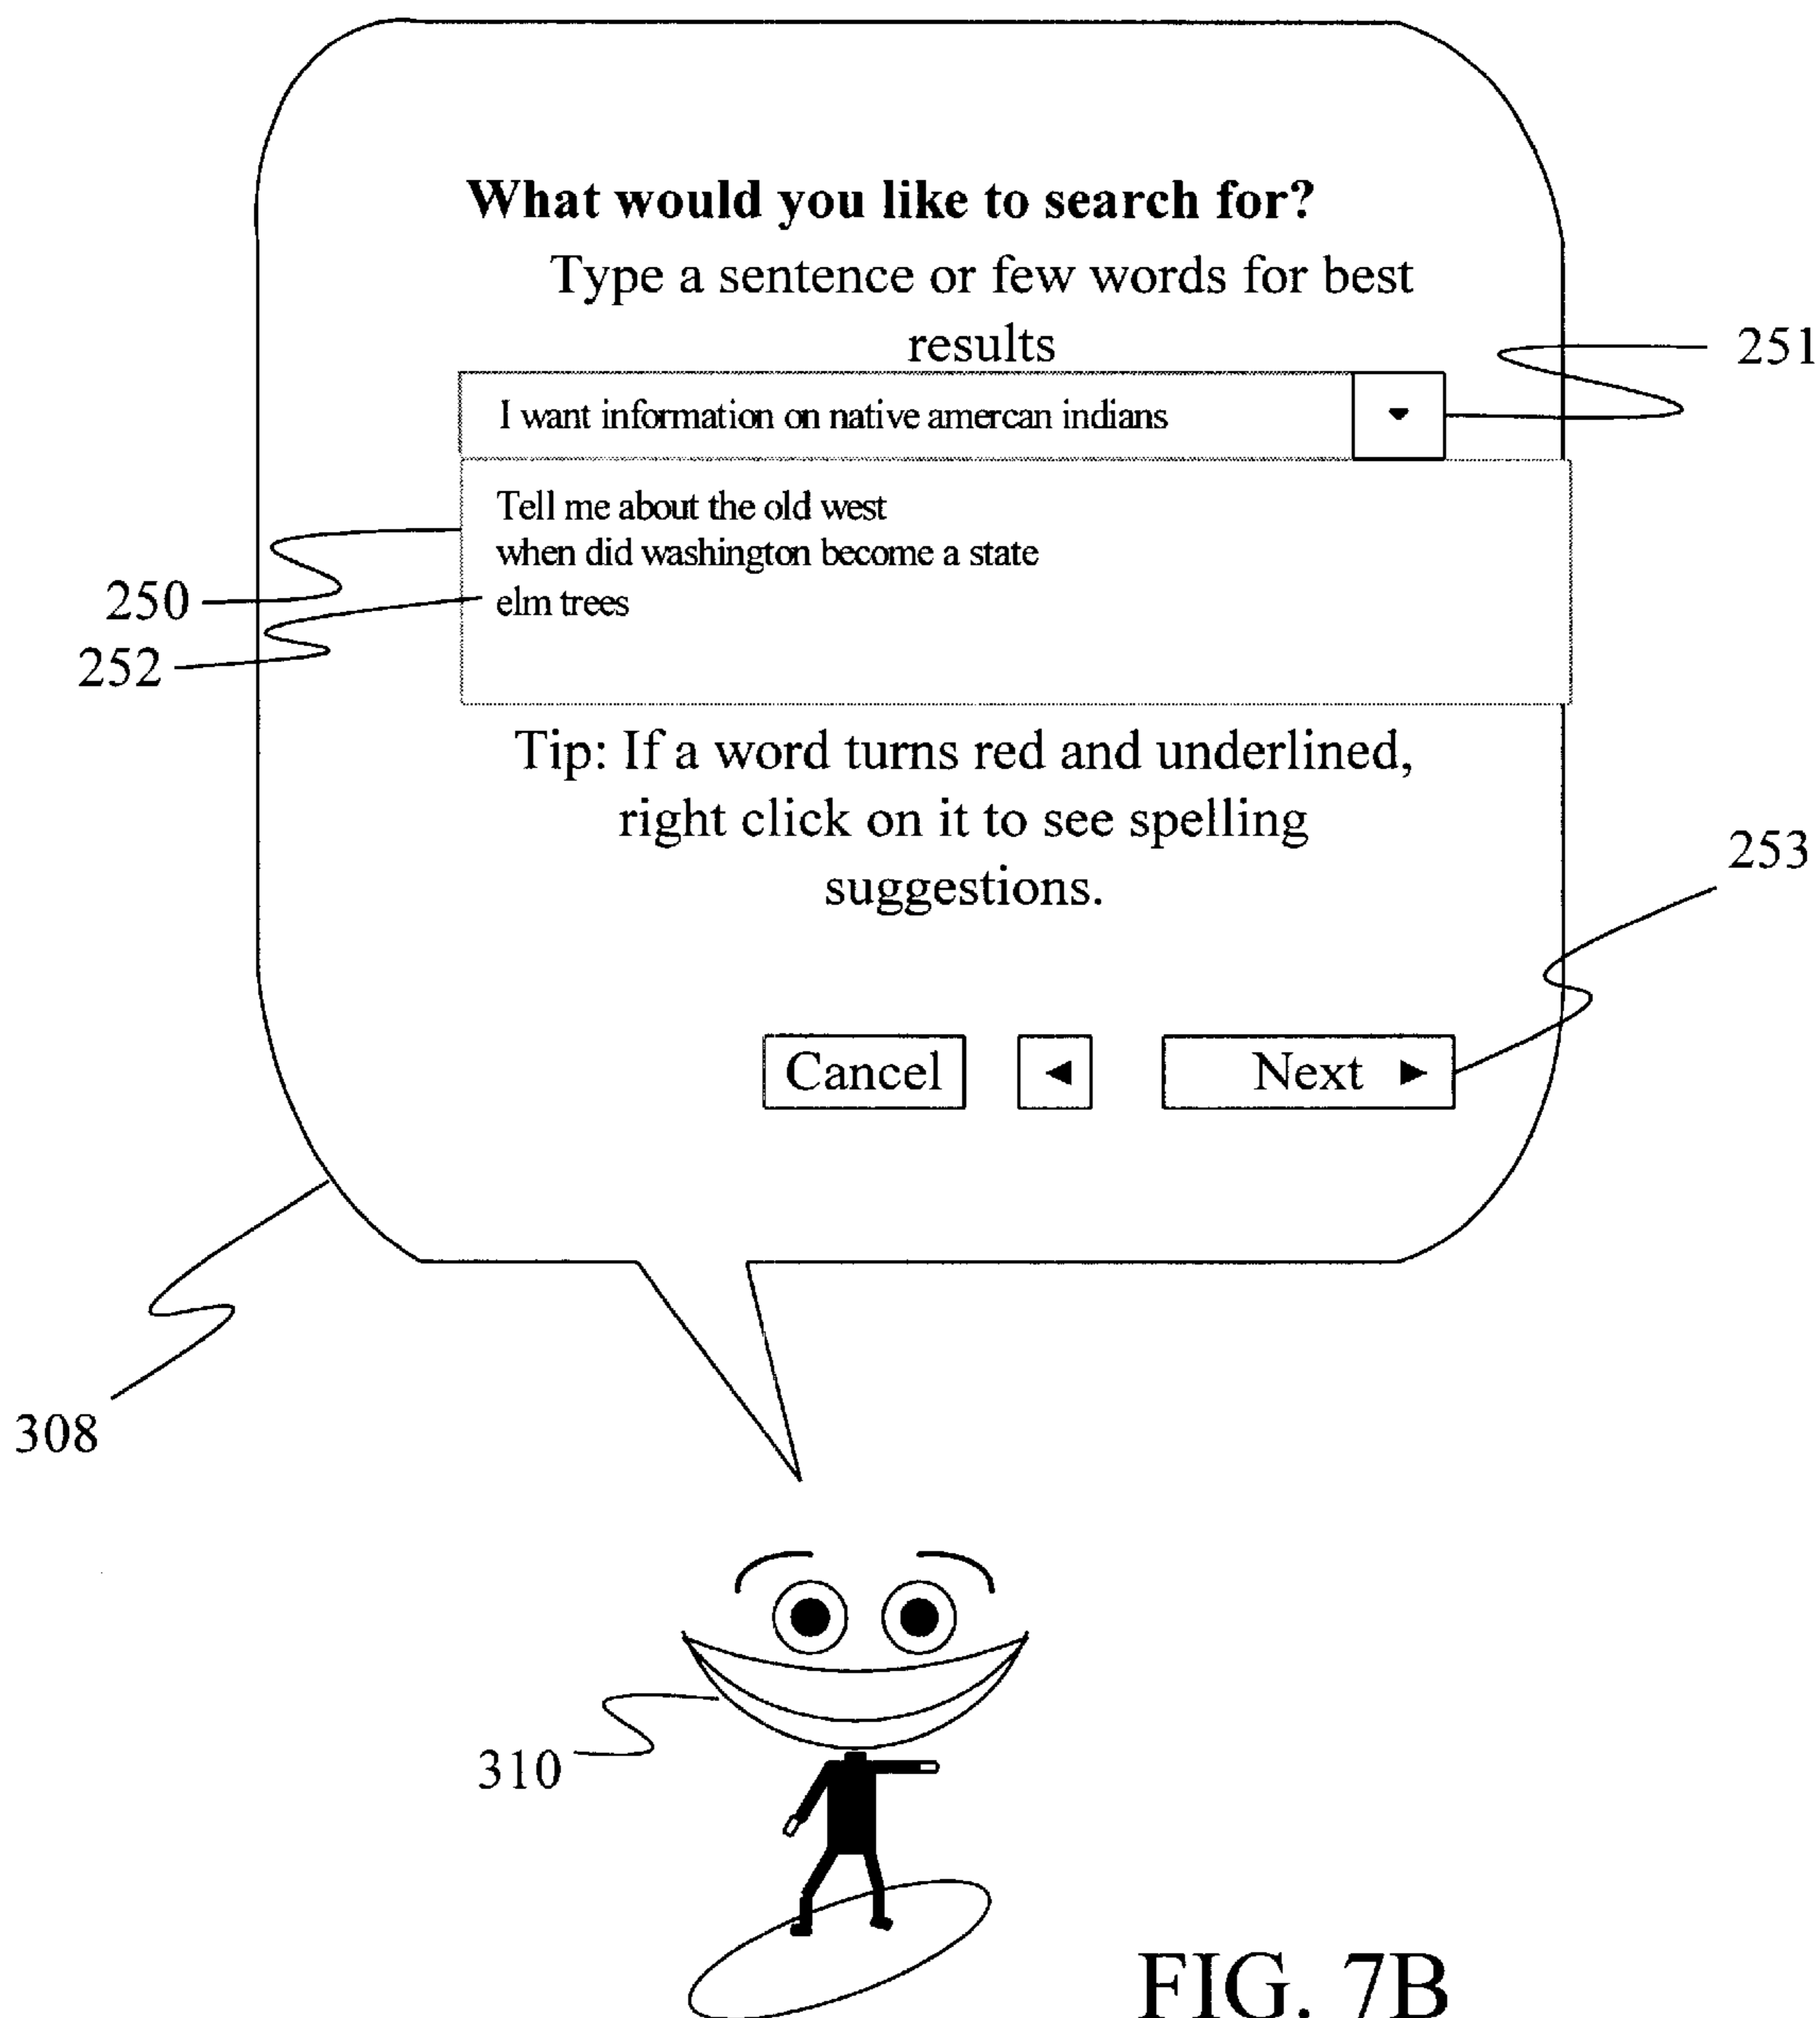 What would you like to search for?
Type a sentence or few words for best
results
251
I want information on native amercan indians
Tell me about the old west
when did washington become a state
250
elm trees
252
Tip: If a word turns red and underlined,
right click on it to see spelling
suggestions.
253
Cancel
Next
308
310
FIG. 7B